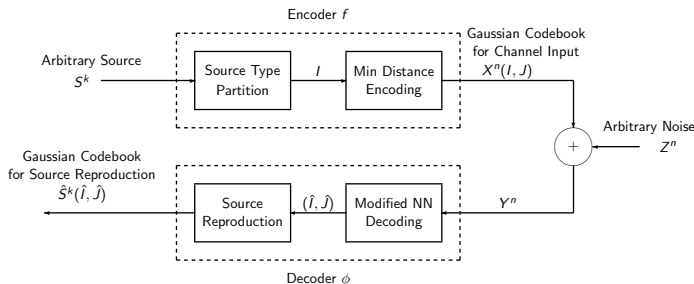 Encoder f
Gaussian Codebook
for Channel Input
Arbitrary Source
S^k
Source Type
Partition
I
Min Distance
Encoding
X^n(I, J)
Arbitrary Noise
+
Z^n
Gaussian Codebook
for Source Reproduction
Ŝ^k(Î, Ĵ)
Source
Reproduction
(Î, Ĵ)
Modified NN
Decoding
Y^n
Decoder ϕ